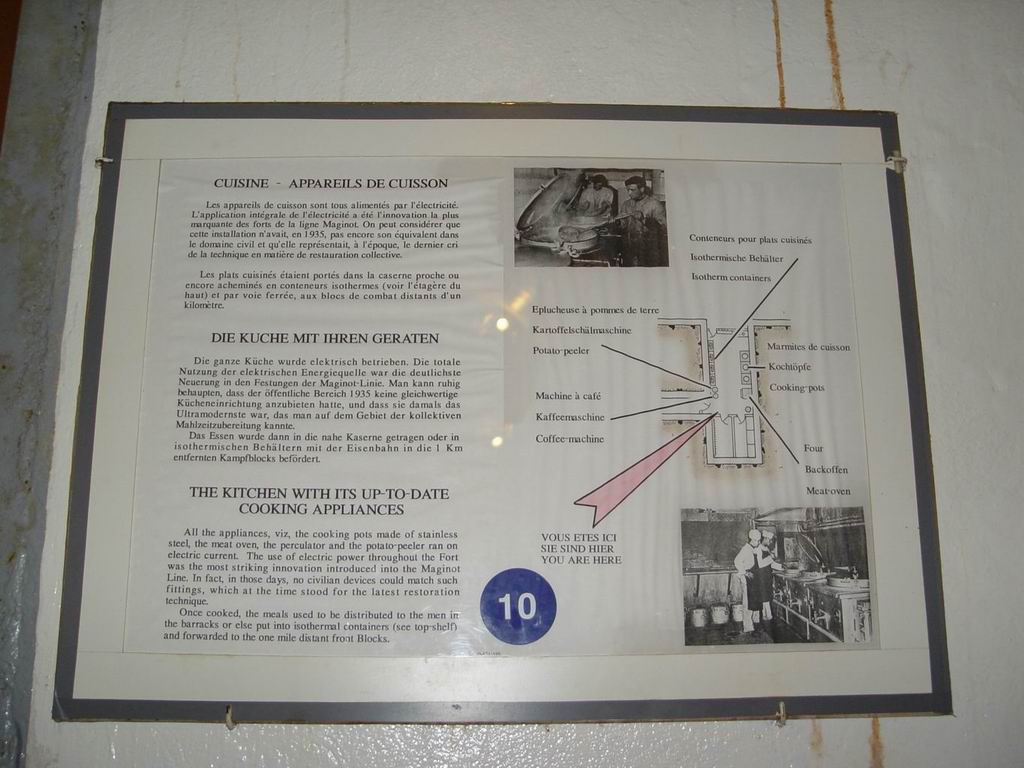 CUISINE - APPAREILS DE CUISSON
Les appareils de cuisson sont tous alimentés par l'électricité.
L'application intégrale de l'électricité a été l'innovation la plus
marquante des forts de la ligne Maginot. On peut considérer que
cette installation n'avait, en 1935, pas encore son équivalent dans
le domaine civil et qu'elle représentait, à l'époque, le dernier cri
de la technique en matière de restauration collective.
Les plats cuisinés étaient portés dans la caserne proche ou
encore acheminés en conteneurs isothermes (voir l'étagère du
haut) et par voie ferrée, aux blocs de combat distants d'un
kilomètre.
DIE KUCHE MIT IHREN GERATEN
Die ganze Küche wurde elektrisch betrieben. Die totale
Nutzung der elektrischen Energiequelle war die deutlichste
Neuerung in den Festungen der Maginot-Linie. Man kann ruhig
behaupten, dass der öffentliche Bereich 1935 keine gleichwertige
Kücheneinrichtung anzubieten hatte, und dass sie damals das
Ultramodernste war, das man auf dem Gebiet der kollektiven
Mahlzeitzubereitung kannte.
Das Essen wurde dann in die nahe Kaserne getragen oder in
isothermischen Behältern mit der Eisenbahn in die 1 Km
entfernten Kampfblocks befördert.
THE KITCHEN WITH ITS UP-TO-DATE
COOKING APPLIANCES
All the appliances, viz, the cooking pots made of stainless
steel, the meat oven, the perculator and the potato-peeler ran on
electric current. The use of electric power throughout the Fort
was the most striking innovation introduced into the Maginot
Line. In fact, in those days, no civilian devices could match such
fittings, which at the time stood for the latest restoration
technique.
Once cooked, the meals used to be distributed to the men in
the barracks or else put into isothermal containers (see top-shelf)
and forwarded to the one mile distant front Blocks.
Conteneurs pour plats cuisinés
Isothermische Behälter
Isotherm containers
Eplucheuse à pommes de terre
Kartoffelschälmaschine
Potato-peeler
Marmites de cuisson
Kochtöpfe
Cooking-pots
Machine à café
Kaffeemaschine
Coffee-machine
Four
Backoffen
Meat-oven
VOUS ETES ICI
SIE SIND HIER
YOU ARE HERE
10